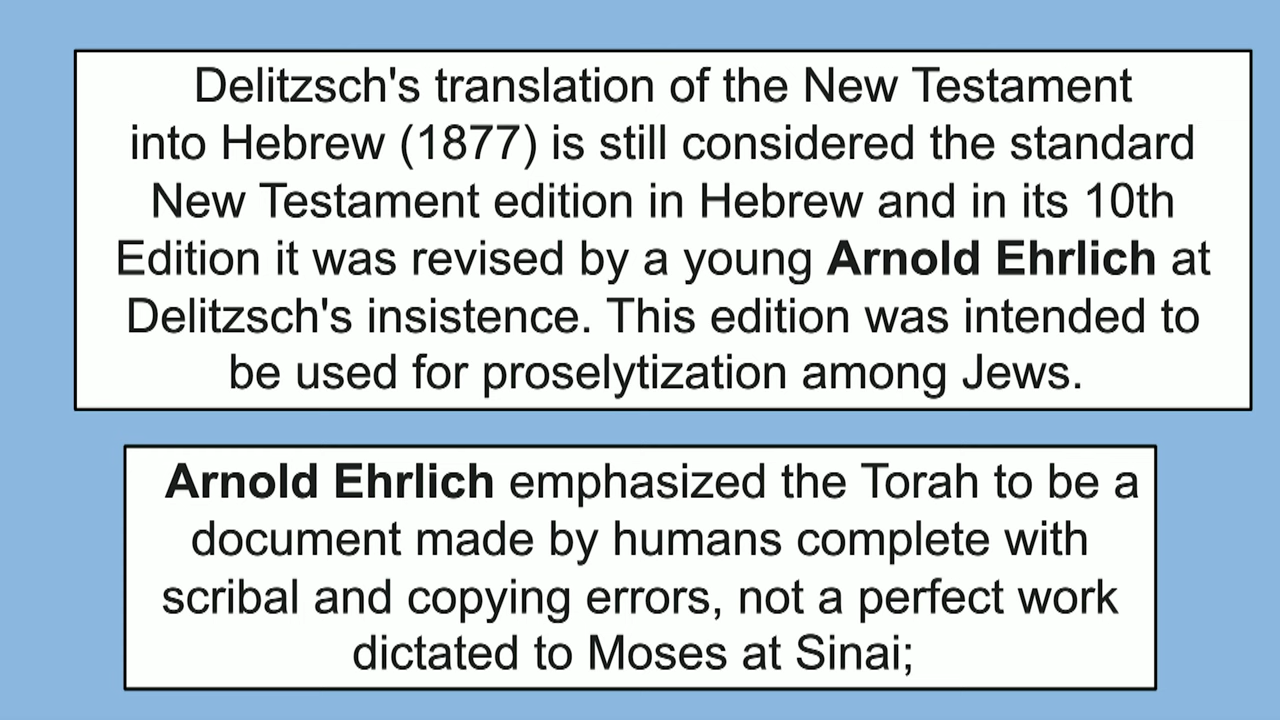 Delitzsch's translation of the New Testament
into Hebrew (1877) is still considered the standard
New Testament edition in Hebrew and in its 10th
Edition it was revised by a young Arnold Ehrlich at
Delitzsch's insistence. This edition was intended to
be used for proselytization among Jews.
Arnold Ehrlich emphasized the Torah to be a
document made by humans complete with
scribal and copying errors, not a perfect work
dictated to Moses at Sinai;